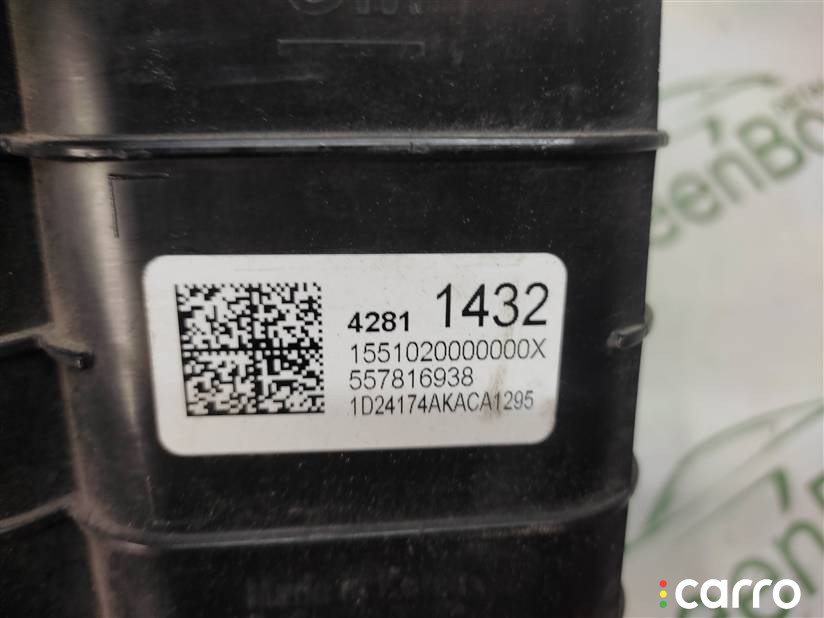 4281 1432
1551020000000X
557816938
1D24174AKACA1295
carro